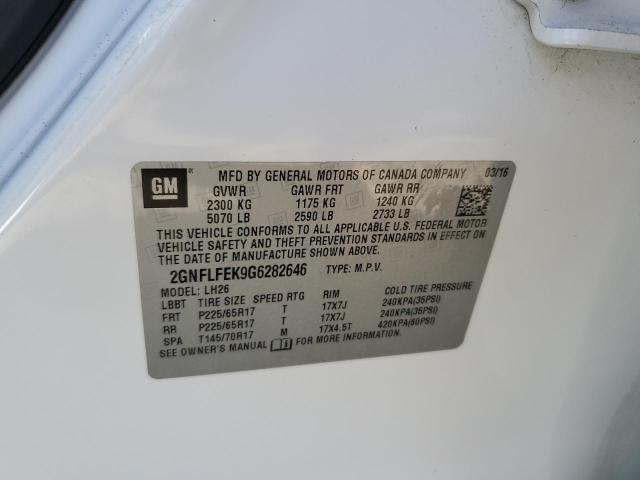 GM
MFD BY GENERAL MOTORS OF CANADA COMPANY 03/16
GVWR GAWR FRT GAWR RR
2300 KG 1175 KG 1240 KG
5070 LB 2590 LB 2733 LB
THIS VEHICLE CONFORMS TO ALL APPLICABLE U.S. FEDERAL MOTOR
VEHICLE SAFETY AND THEFT PREVENTION STANDARDS IN EFFECT ON
THE DATE OF MANUFACTURE SHOWN ABOVE.
2GNFLFEK9G6282646 TYPE: M.P.V.
MODEL: LH26
LBBT TIRE SIZE SPEED RTG RIM COLD TIRE PRESSURE
FRT P225/65R17 T 17X7J 240KPA(35PSI)
RR P225/65R17 T 17X7J 240KPA(35PSI)
SPA T145/70R17 M 17X4.5T 420KPA(60PSI)
SEE OWNER'S MANUAL FOR MORE INFORMATION